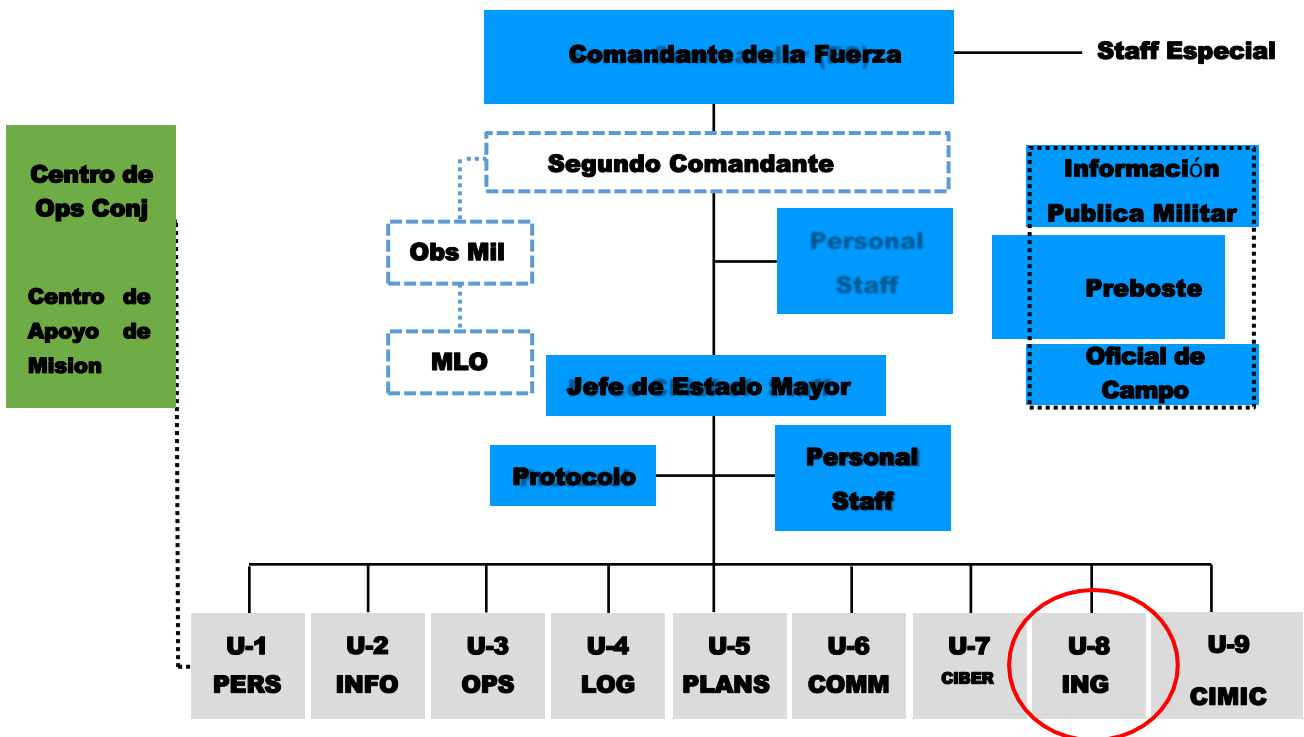 Comandante de la Fuerza
Staff Especial
Segundo Comandante
Centro de
Ops Conj
Centro de
Apoyo de
Mision
Obs Mil
MLO
Personal
Staff
Información
Publica Militar
Preboste
Oficial de
Campo
Jefe de Estado Mayor
Protocolo
Personal
Staff
U-1
PERS
U-2
INFO
U-3
OPS
U-4
LOG
U-5
PLANS
U-6
COMM
U-7
CIBER
U-8
ING
U-9
CIMIC